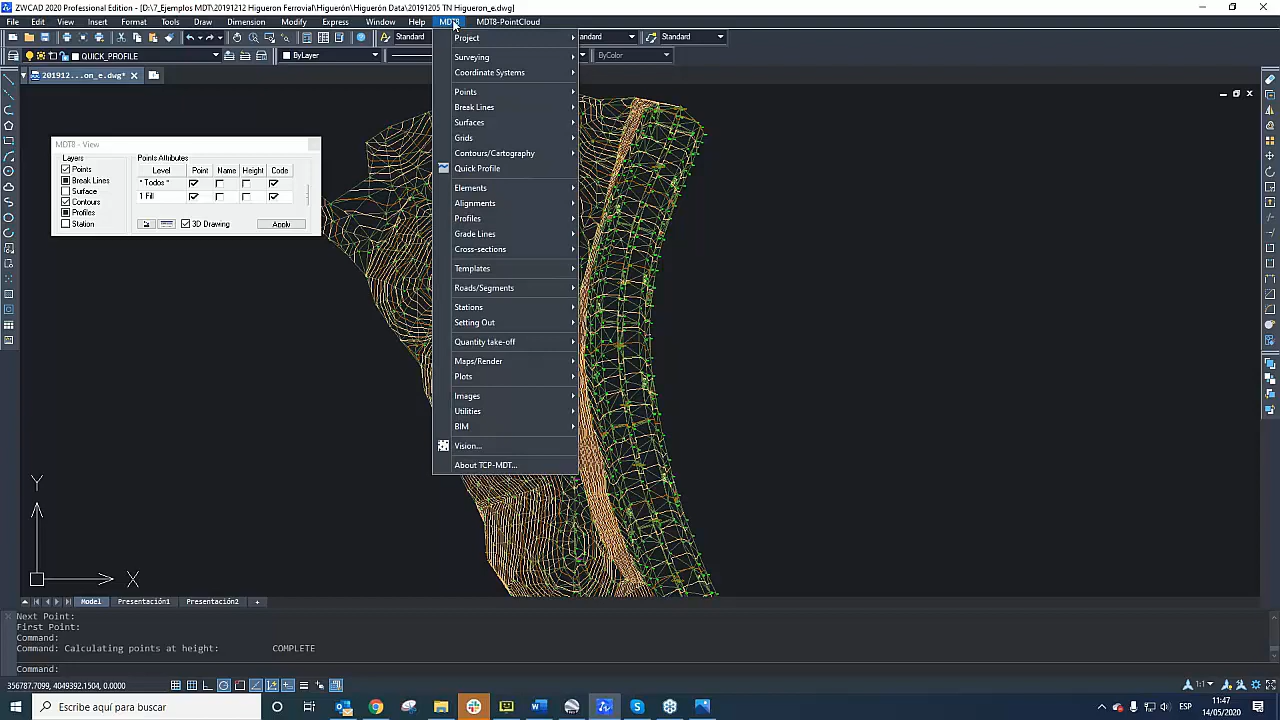 ZWCAD 2020 Professional Edition - [D:\7_Ejemplos MDT\20191212 Higueron Ferrovial\Higuerón\Higuerón Data\20191205 TN Higueron_e.dwg]
File Edit View Insert Format Tools Draw Dimension Modify Express Window Help MDT8 MDT8-PointCloud
Standard
tandard
Standard
QUICK_PROFILE
ByLayer
ByColor
201912...on_e.dwg*
Project
Surveying
Coordinate Systems
Points
Break Lines
Surfaces
Grids
Contours/Cartography
Quick Profile
Elements
Alignments
Profiles
Grade Lines
Cross-sections
Templates
Roads/Segments
Stations
Setting Out
Quantity take-off
Maps/Render
Plots
Images
Utilities
BIM
Vision...
About TCP-MDT...
MDT8 - View
Layers
Points
Break Lines
Surface
Contours
Profiles
Station
Points Attributes
Level Point Name Height Code
* Todos *
1 Fill
3D Drawing
Apply
Y
X
Model Presentación1 Presentación2 +
Next Point:
First Point:
Command:
Command: Calculating points at height: COMPLETE
Command:
356787.7099, 4049392.1504, 0.0000
1:1
Escribe aquí para buscar
ESP
11:47
14/05/2020